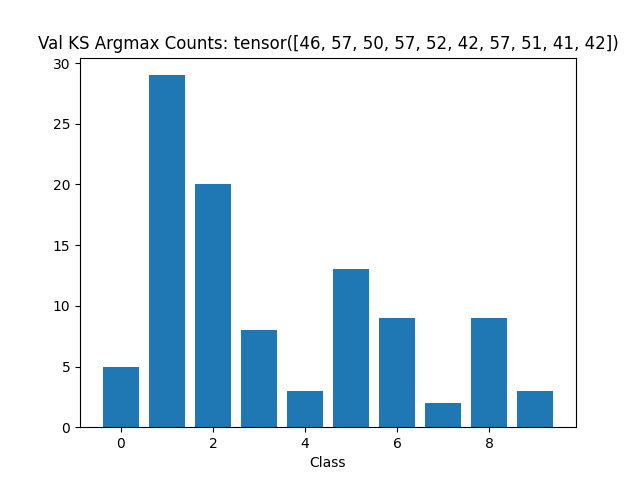 Val KS Argmax Counts: tensor([46, 57, 50, 57, 52, 42, 57, 51, 41, 42])
30
25
20
15
10
5
0
0 2 4 6 8
Class